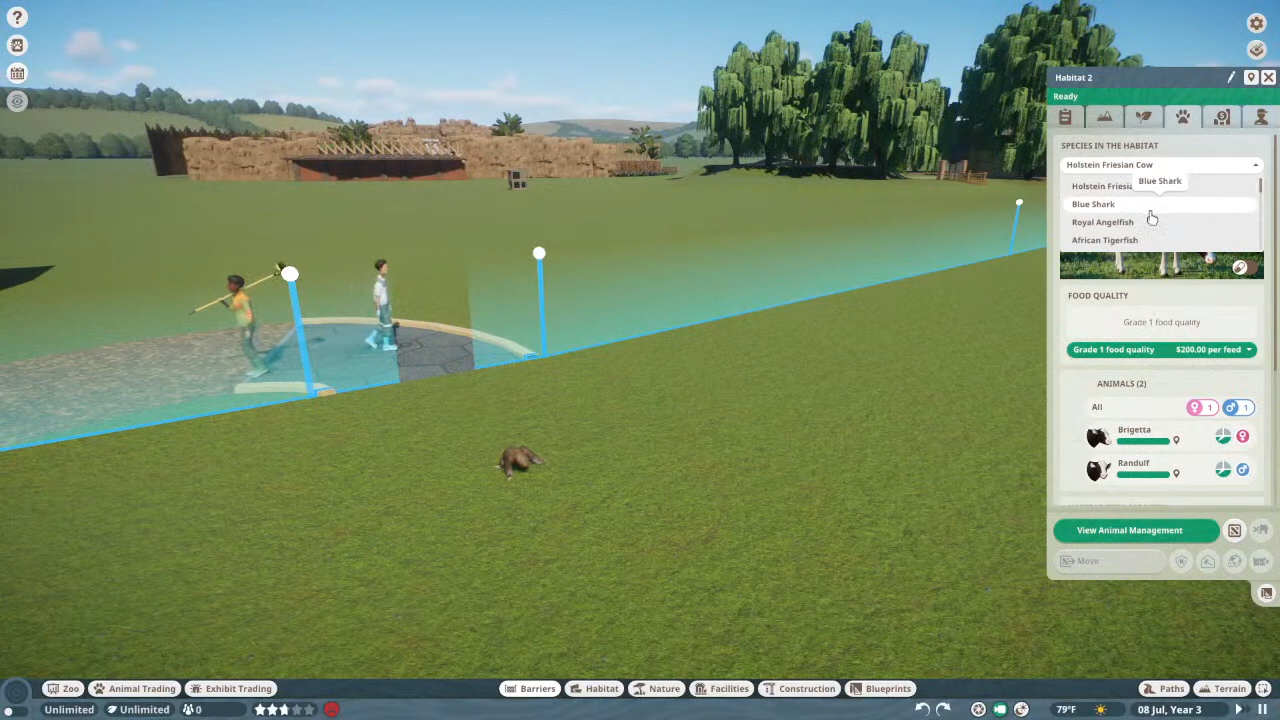 ?
Habitat 2
Ready
SPECIES IN THE HABITAT
Holstein Friesian Cow
Blue Shark
Holstein Friesia
Blue Shark
Royal Angelfish
African Tigerfish
FOOD QUALITY
Grade 1 food quality
Grade 1 food quality $200.00 per feed
ANIMALS (2)
All 1 1
Brigetta
Randulf
View Animal Management
Move
Zoo Animal Trading Exhibit Trading Barriers Habitat Nature Facilities Construction Blueprints Paths Terrain
Unlimited Unlimited 0 79°F 08 Jul, Year 3